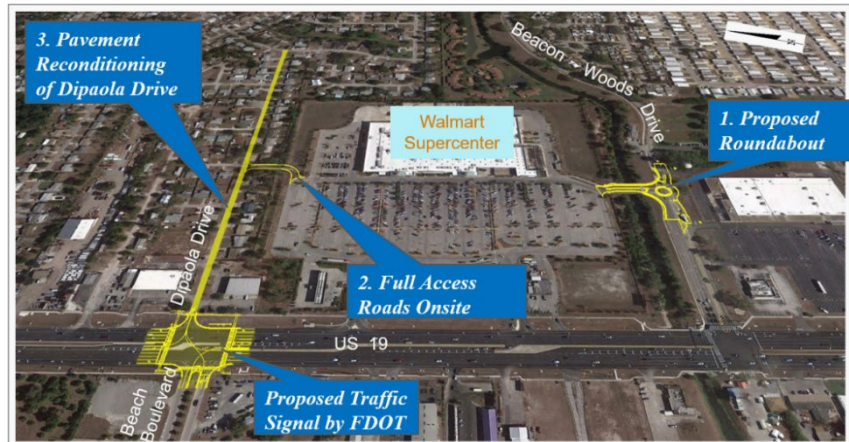 3. Pavement
Reconditioning
of Dipaola Drive
Beacon ~ Woods Drive
Walmart
Supercenter
1. Proposed
Roundabout
Dipaola Drive
2. Full Access
Roads Onsite
US 19
Beach
Boulevard
Proposed Traffic
Signal by FDOT